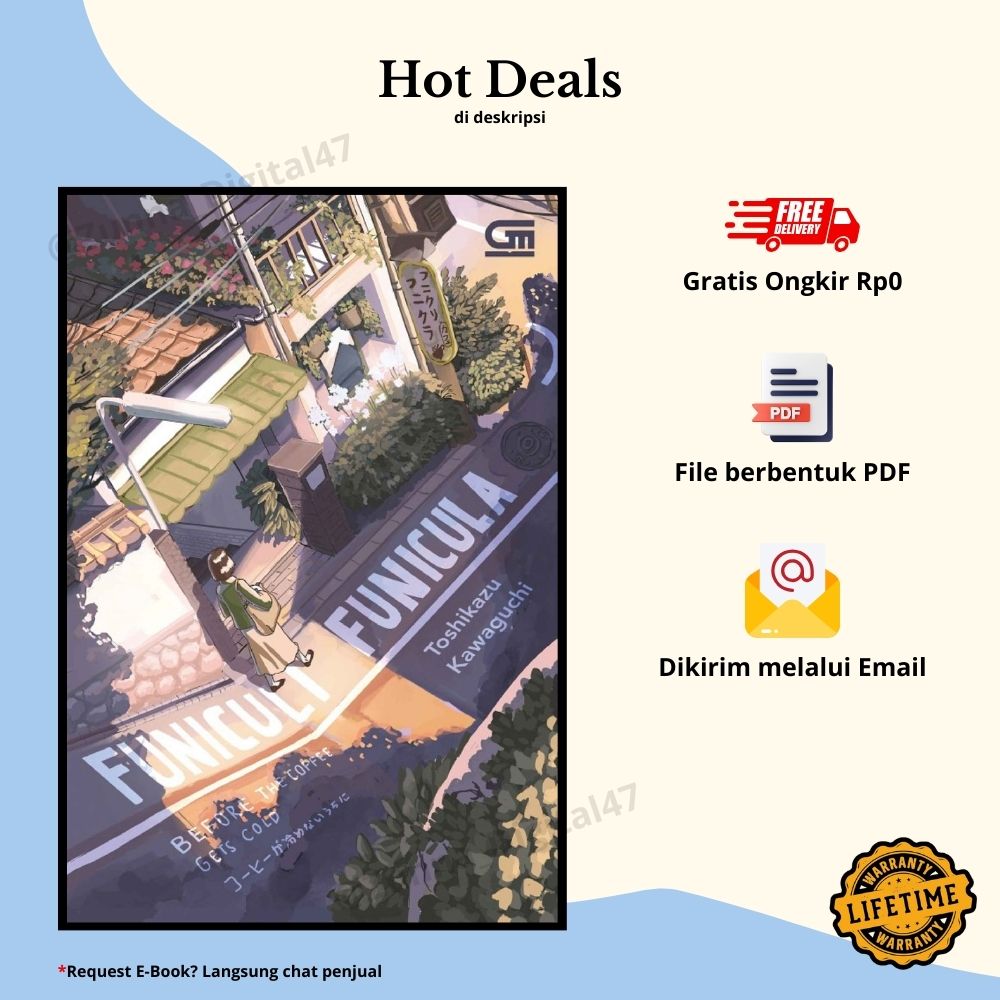 Hot Deals
di deskripsi
Digital47
GM
フニクリ
フニクラ
FUNICULI
FUNICULA
Toshikazu
Kawaguchi
BEFORE THE COFFEE
GETS COLD
コーヒーが冷めないうちに
FREE
DELIVERY
Gratis Ongkir Rp0
PDF
File berbentuk PDF
@
Dikirim melalui Email
WARRANTY
LIFETIME
WARRANTY
*Request E-Book? Langsung chat penjual